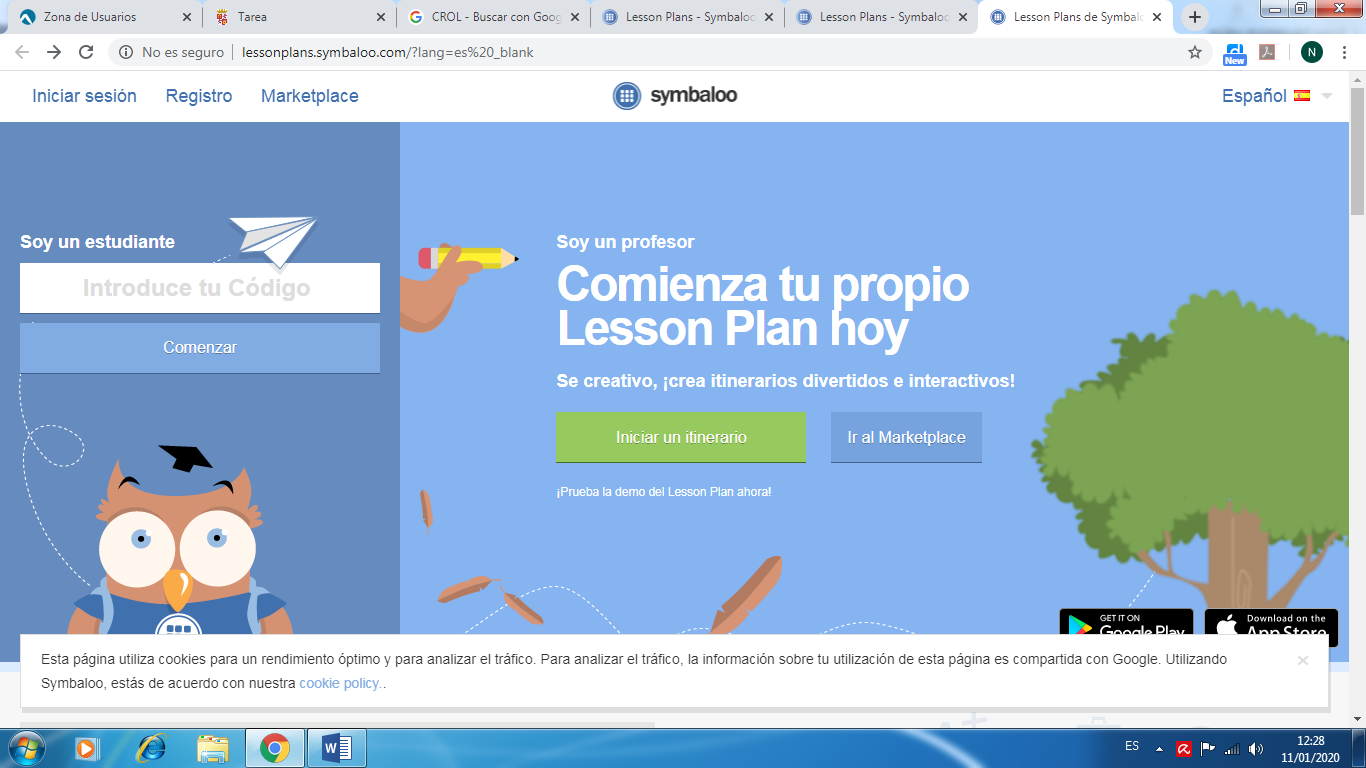 Zona de Usuarios
Tarea
CROL - Buscar con Goog
Lesson Plans - Symbaloo
Lesson Plans - Symbaloo
Lesson Plans de Symbalo
No es seguro
lessonplans.symbaloo.com/?lang=es%20_blank
New
N
Iniciar sesión
Registro
Marketplace
symbaloo
Español
Soy un estudiante
Introduce tu Código
Comenzar
Soy un profesor
Comienza tu propio
Lesson Plan hoy
Se creativo, ¡crea itinerarios divertidos e interactivos!
Iniciar un itinerario
Ir al Marketplace
¡Prueba la demo del Lesson Plan ahora!
GET IT ON
Google Play
Download on the
App Store
Esta página utiliza cookies para un rendimiento óptimo y para analizar el tráfico. Para analizar el tráfico, la información sobre tu utilización de esta página es compartida con Google. Utilizando
Symbaloo, estás de acuerdo con nuestra cookie policy..
ES
12:28
11/01/2020